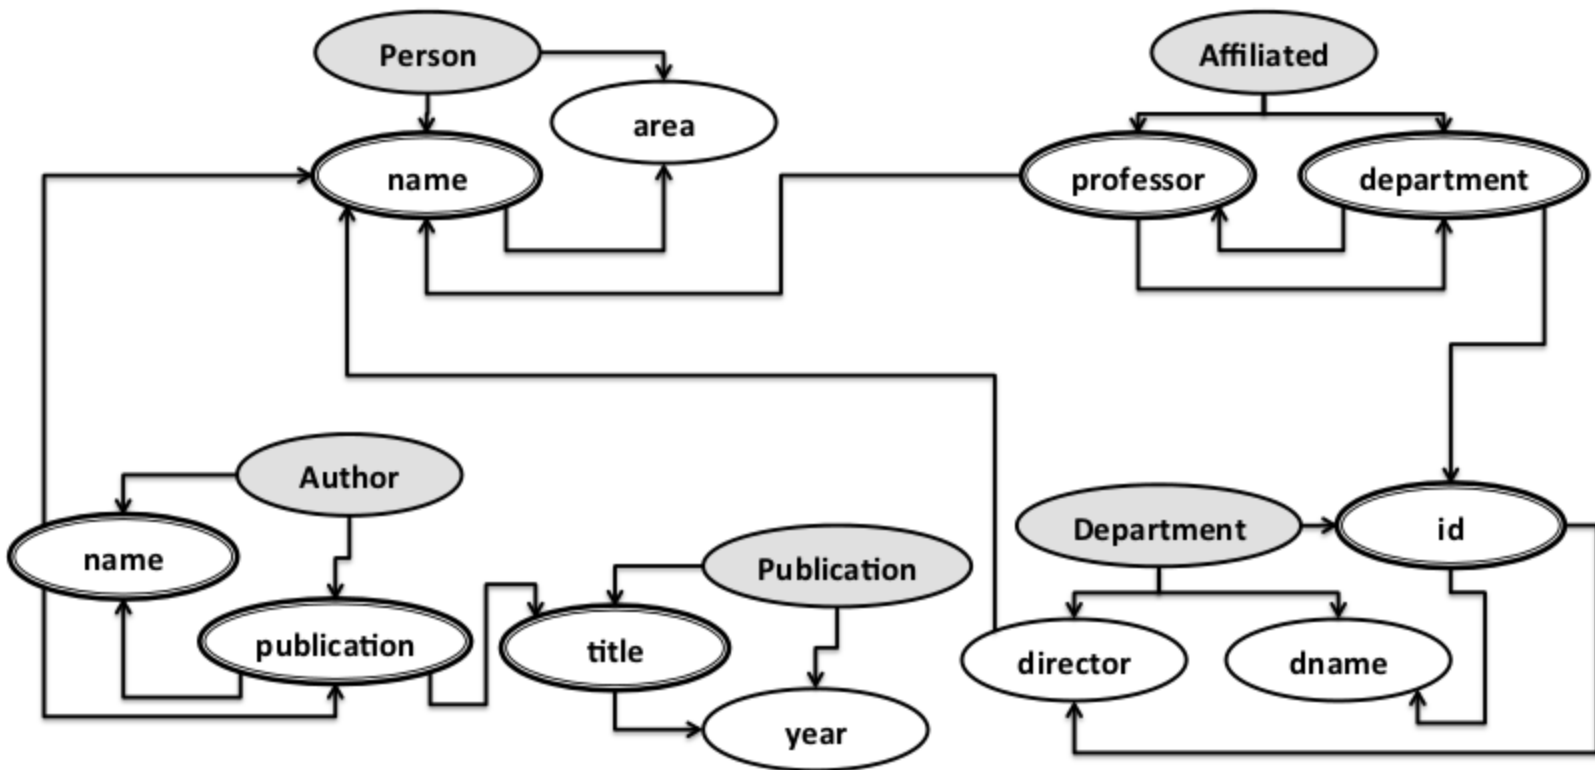 Person
Affiliated
area
name
professor
department
Author
Department
id
name
Publication
publication
title
director
dname
year